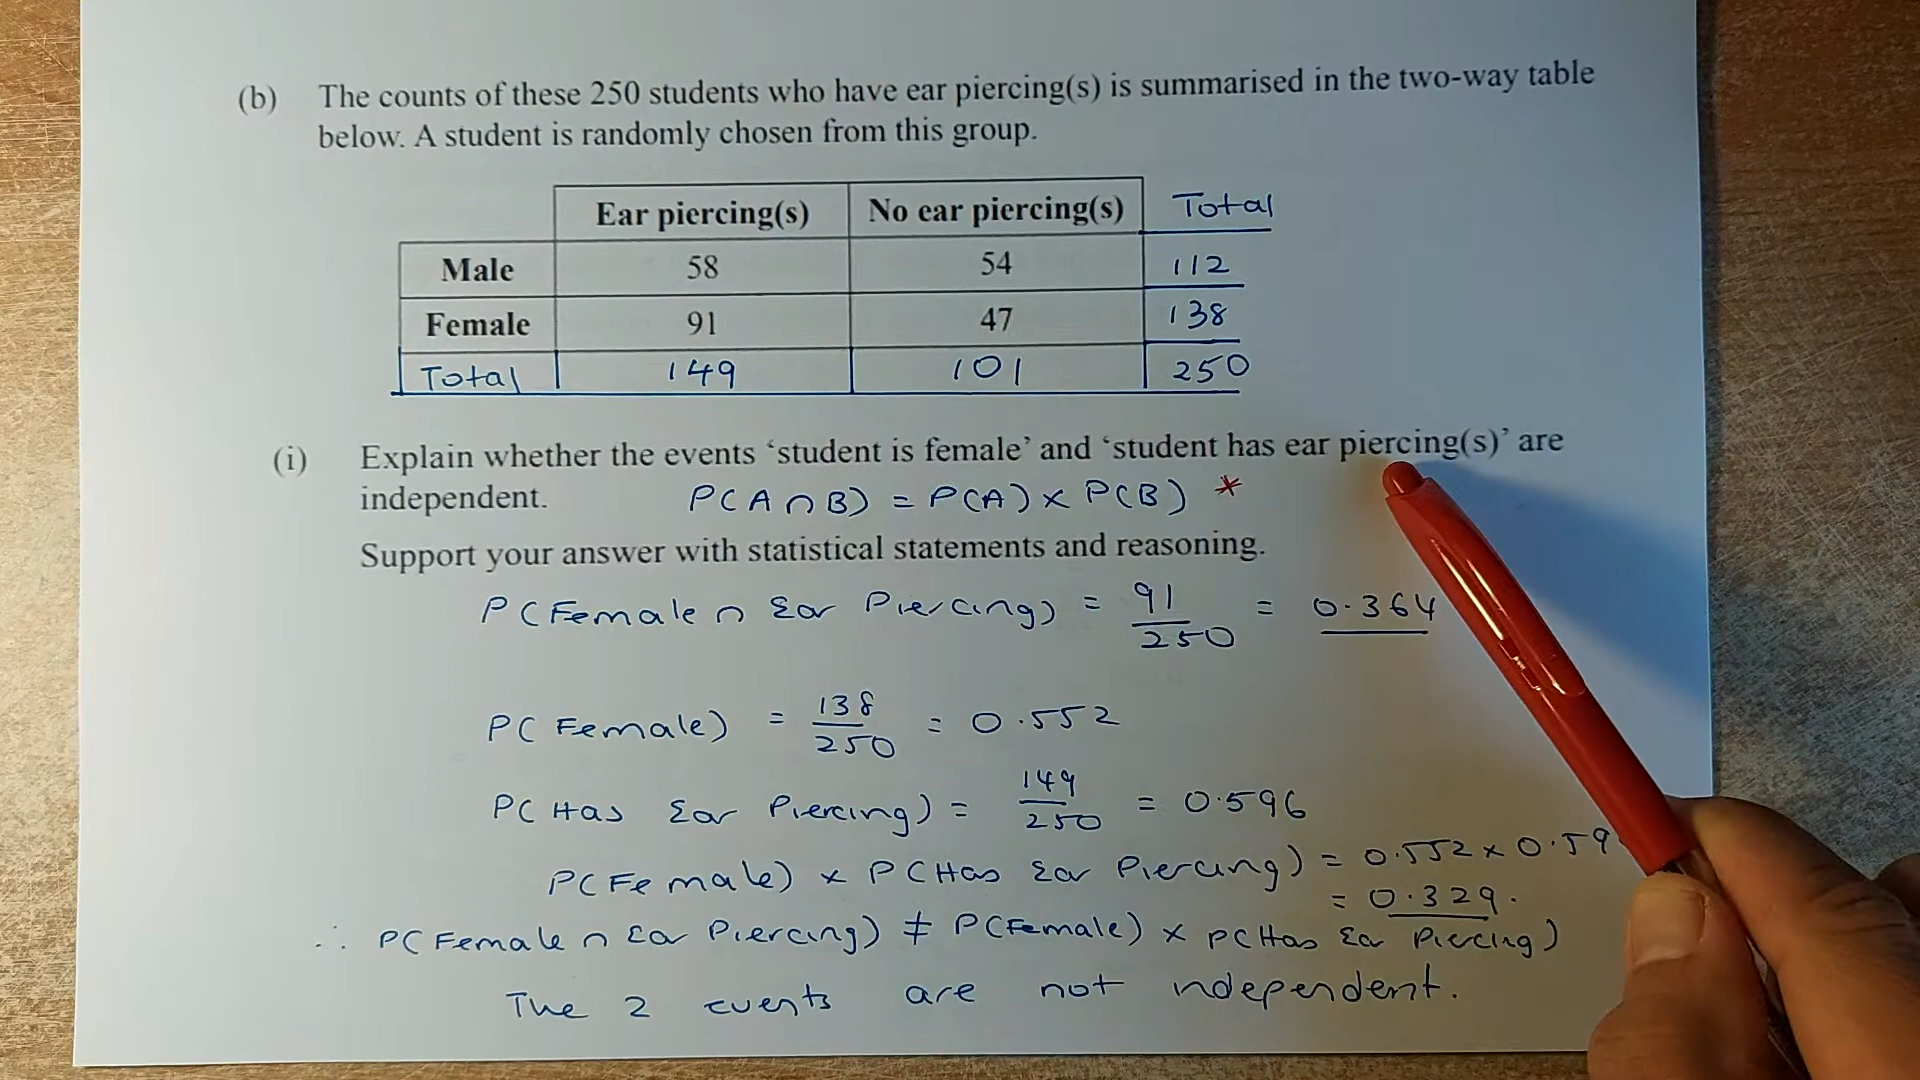 (b) The counts of these 250 students who have ear piercing(s) is summarised in the two-way table
below. A student is randomly chosen from this group.
Ear piercing(s) No ear piercing(s) Total
Male 58 54 112
Female 91 47 138
Total 149 101 250
(i) Explain whether the events ‘student is female’ and ‘student has ear piercing(s)’ are
independent. P(A ∩ B) = P(A) × P(B) *
Support your answer with statistical statements and reasoning.
P(Female ∩ Ear Piercing) = 91/250 = 0.364
P(Female) = 138/250 = 0.552
P(Has Ear Piercing) = 149/250 = 0.596
P(Female) × P(Has Ear Piercing) = 0.552 × 0.59
= 0.329.
∴ P(Female ∩ Ear Piercing) ≠ P(Female) × P(Has Ear Piercing)
The 2 events are not independent.